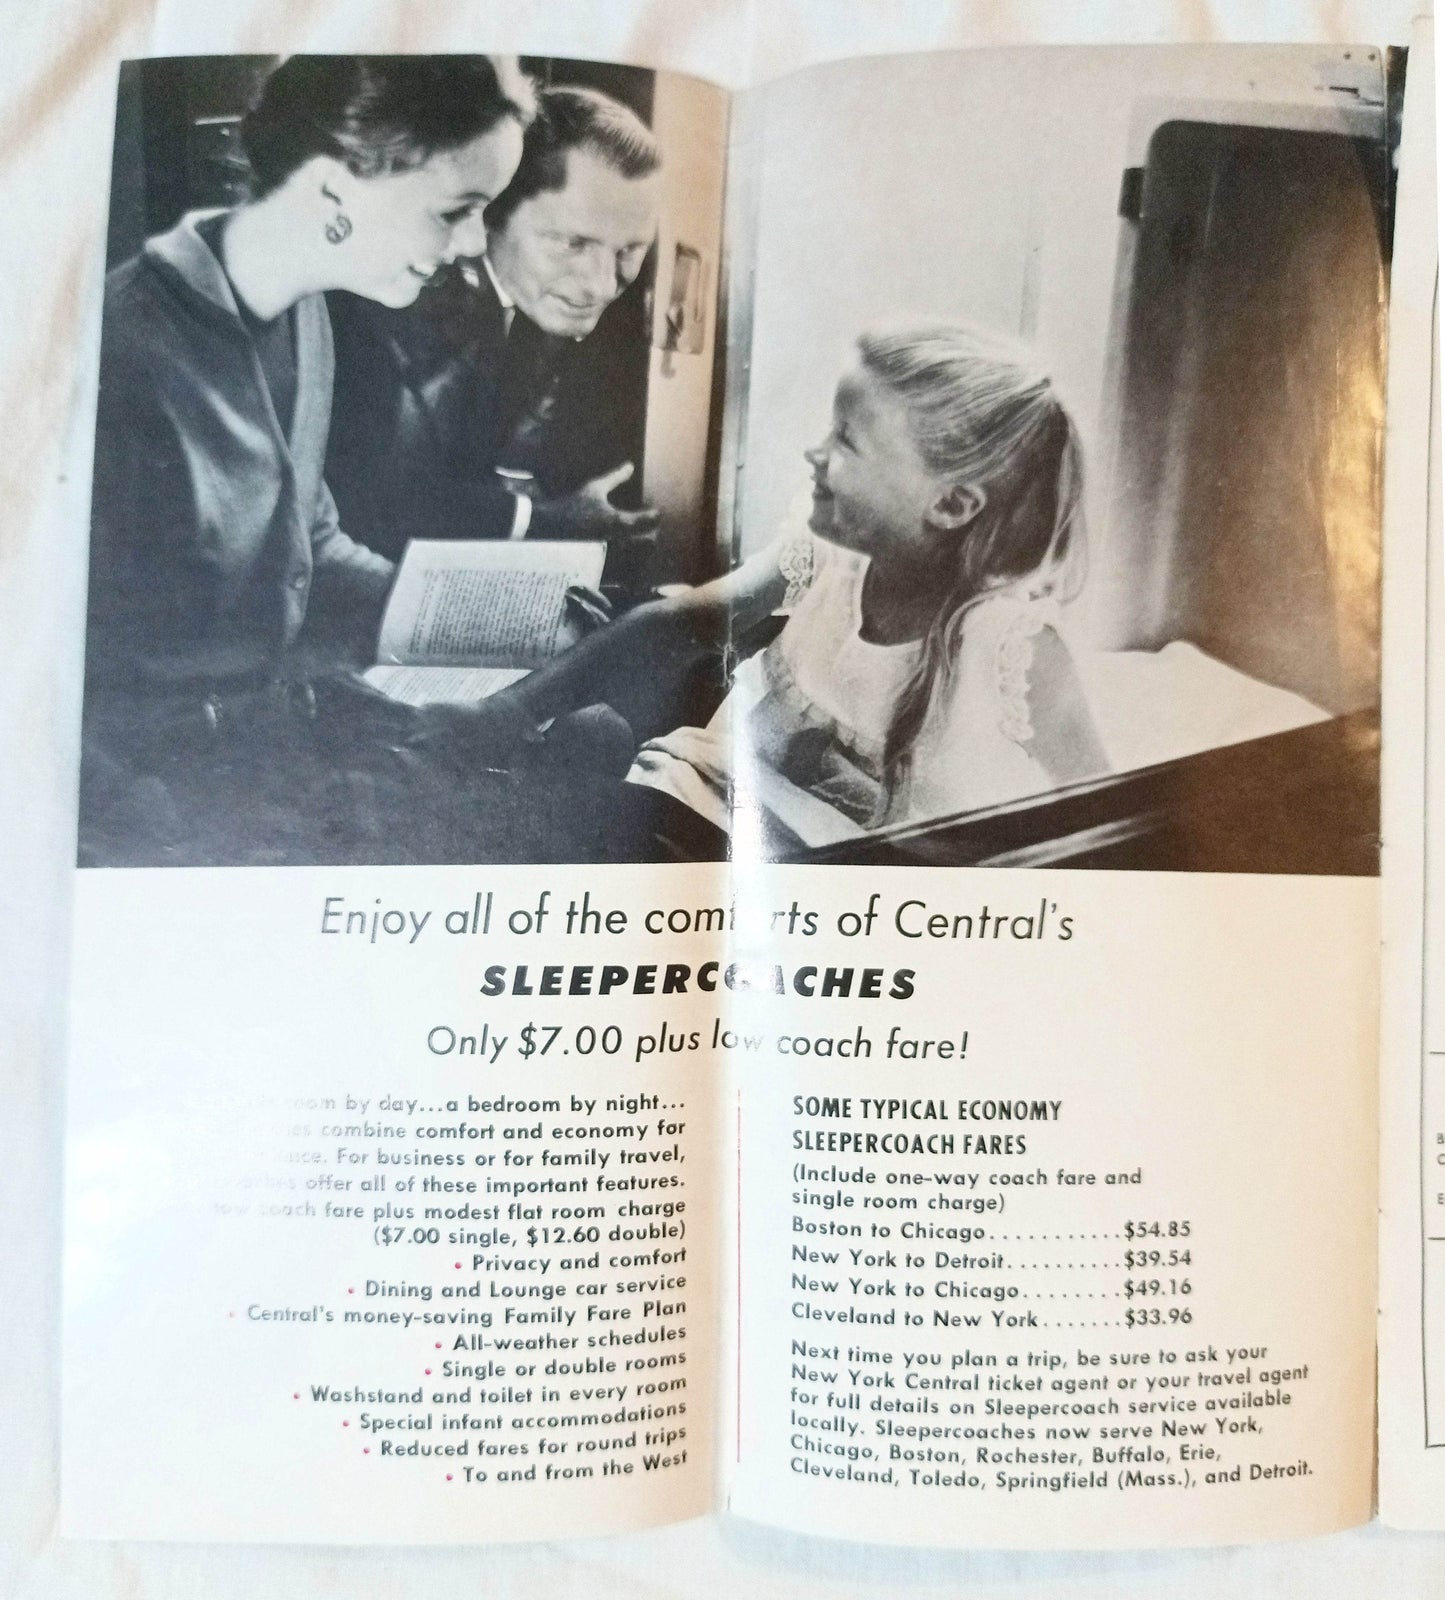 Enjoy all of the comforts of Central's
SLEEPERCOACHES
Only $7.00 plus low coach fare!
room by day...a bedroom by night...
combine comfort and economy for
For business or for family travel,
offer all of these important features.
low coach fare plus modest flat room charge
($7.00 single, $12.60 double)
• Privacy and comfort
• Dining and Lounge car service
• Central's money-saving Family Fare Plan
• All-weather schedules
• Single or double rooms
• Washstand and toilet in every room
• Special infant accommodations
• Reduced fares for round trips
• To and from the West
SOME TYPICAL ECONOMY
SLEEPERCOACH FARES
(Include one-way coach fare and
single room charge)
Boston to Chicago...........$54.85
New York to Detroit..........$39.54
New York to Chicago........$49.16
Cleveland to New York.......$33.96
Next time you plan a trip, be sure to ask your
New York Central ticket agent or your travel agent
for full details on Sleepercoach service available
locally. Sleepercoaches now serve New York,
Chicago, Boston, Rochester, Buffalo, Erie,
Cleveland, Toledo, Springfield (Mass.), and Detroit.